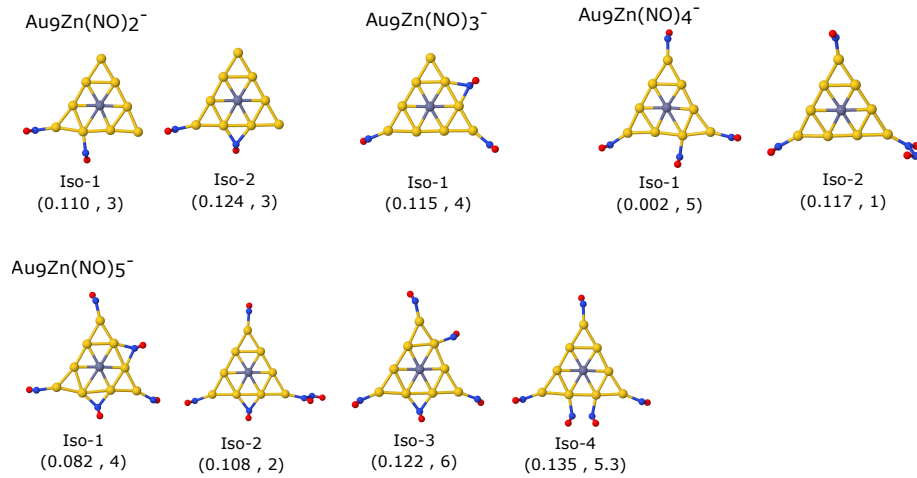 Au9Zn(NO)2⁻ Au9Zn(NO)3⁻ Au9Zn(NO)4⁻
Iso-1 Iso-2 Iso-1 Iso-1 Iso-2
(0.110 , 3) (0.124 , 3) (0.115 , 4) (0.002 , 5) (0.117 , 1)
Au9Zn(NO)5⁻
Iso-1 Iso-2 Iso-3 Iso-4
(0.082 , 4) (0.108 , 2) (0.122 , 6) (0.135 , 5.3)